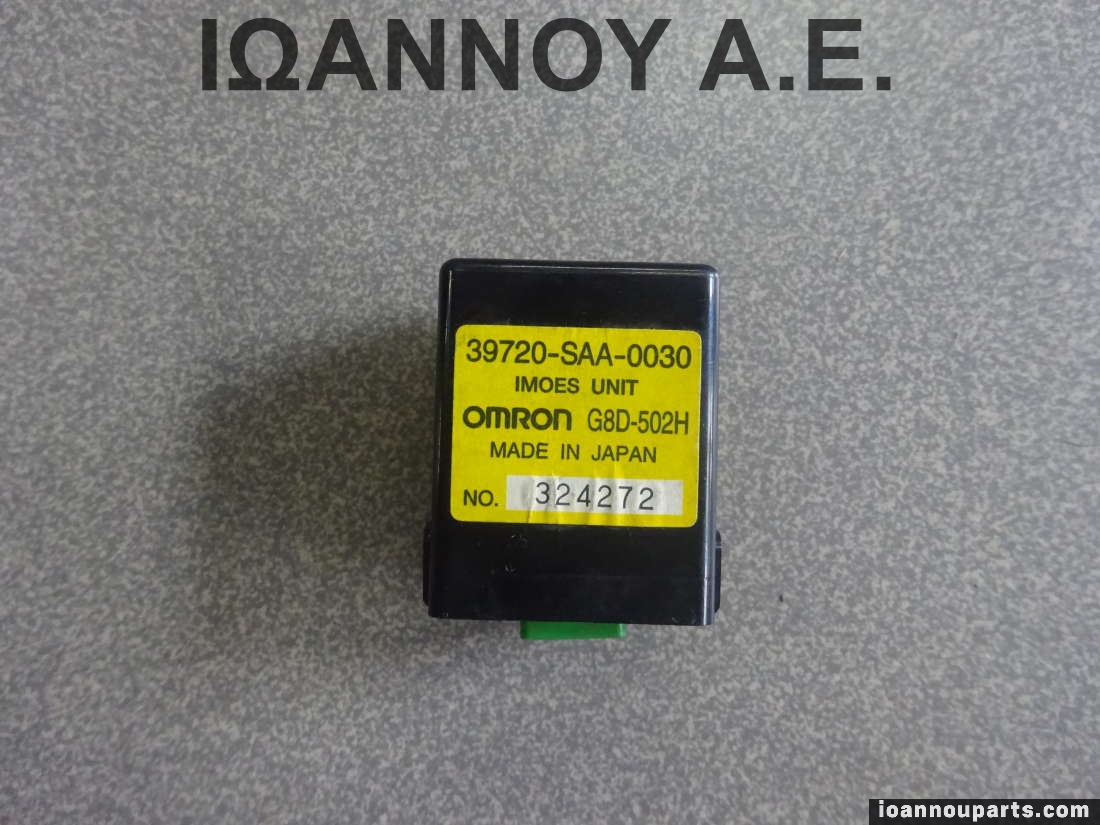 ΙΩΑΝΝΟΥ Α.Ε.
39720-SAA-0030
IMOES UNIT
OMRON G8D-502H
MADE IN JAPAN
NO. 324272
ioannouparts.com